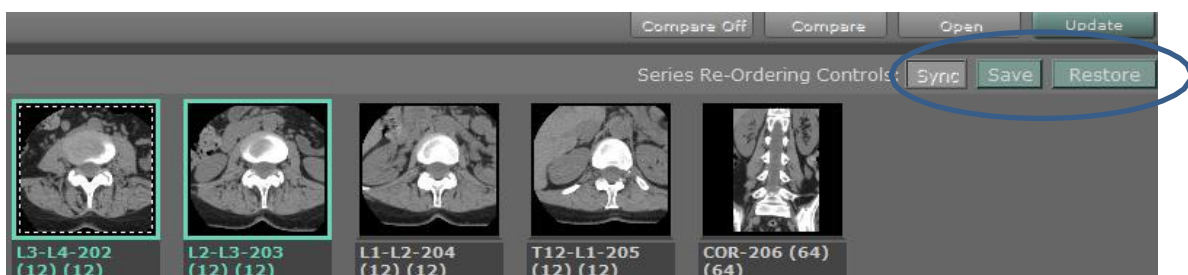 Compare Off Compare Open Update
Series Re-Ordering Controls: Sync Save Restore
L3-L4-202 L2-L3-203 L1-L2-204 T12-L1-205 COR-206 (64)
(12) (12) (12) (12) (12) (12) (12) (12) (64)